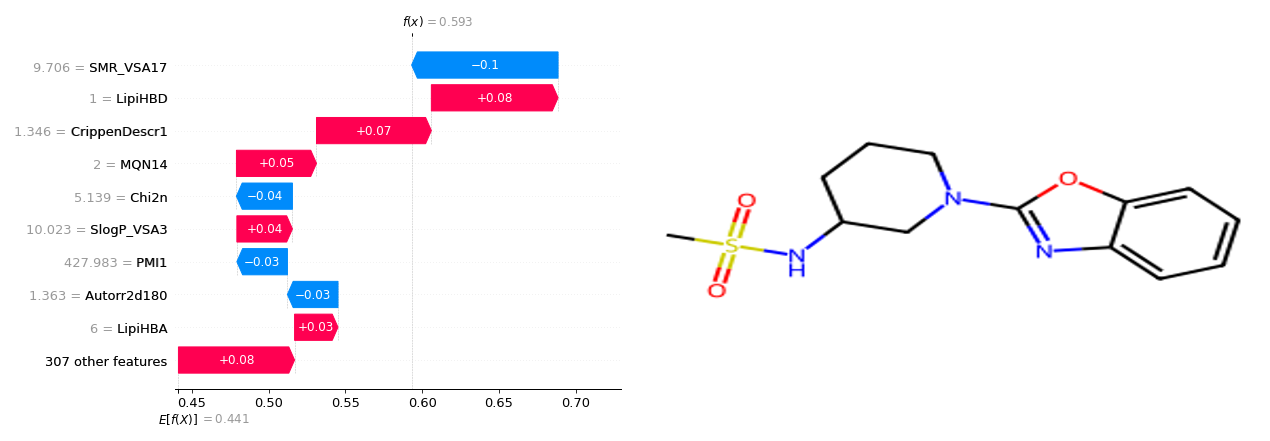 f(x) = 0.593
9.706 = SMR_VSA17
−0.1
1 = LipiHBD
+0.08
1.346 = CrippenDescr1
+0.07
2 = MQN14
+0.05
5.139 = Chi2n
−0.04
10.023 = SlogP_VSA3
+0.04
427.983 = PMI1
−0.03
1.363 = Autorr2d180
−0.03
6 = LipiHBA
+0.03
307 other features
+0.08
0.45 0.50 0.55 0.60 0.65 0.70
E[f(X)] = 0.441
O
S
O
N
H
N
O
N